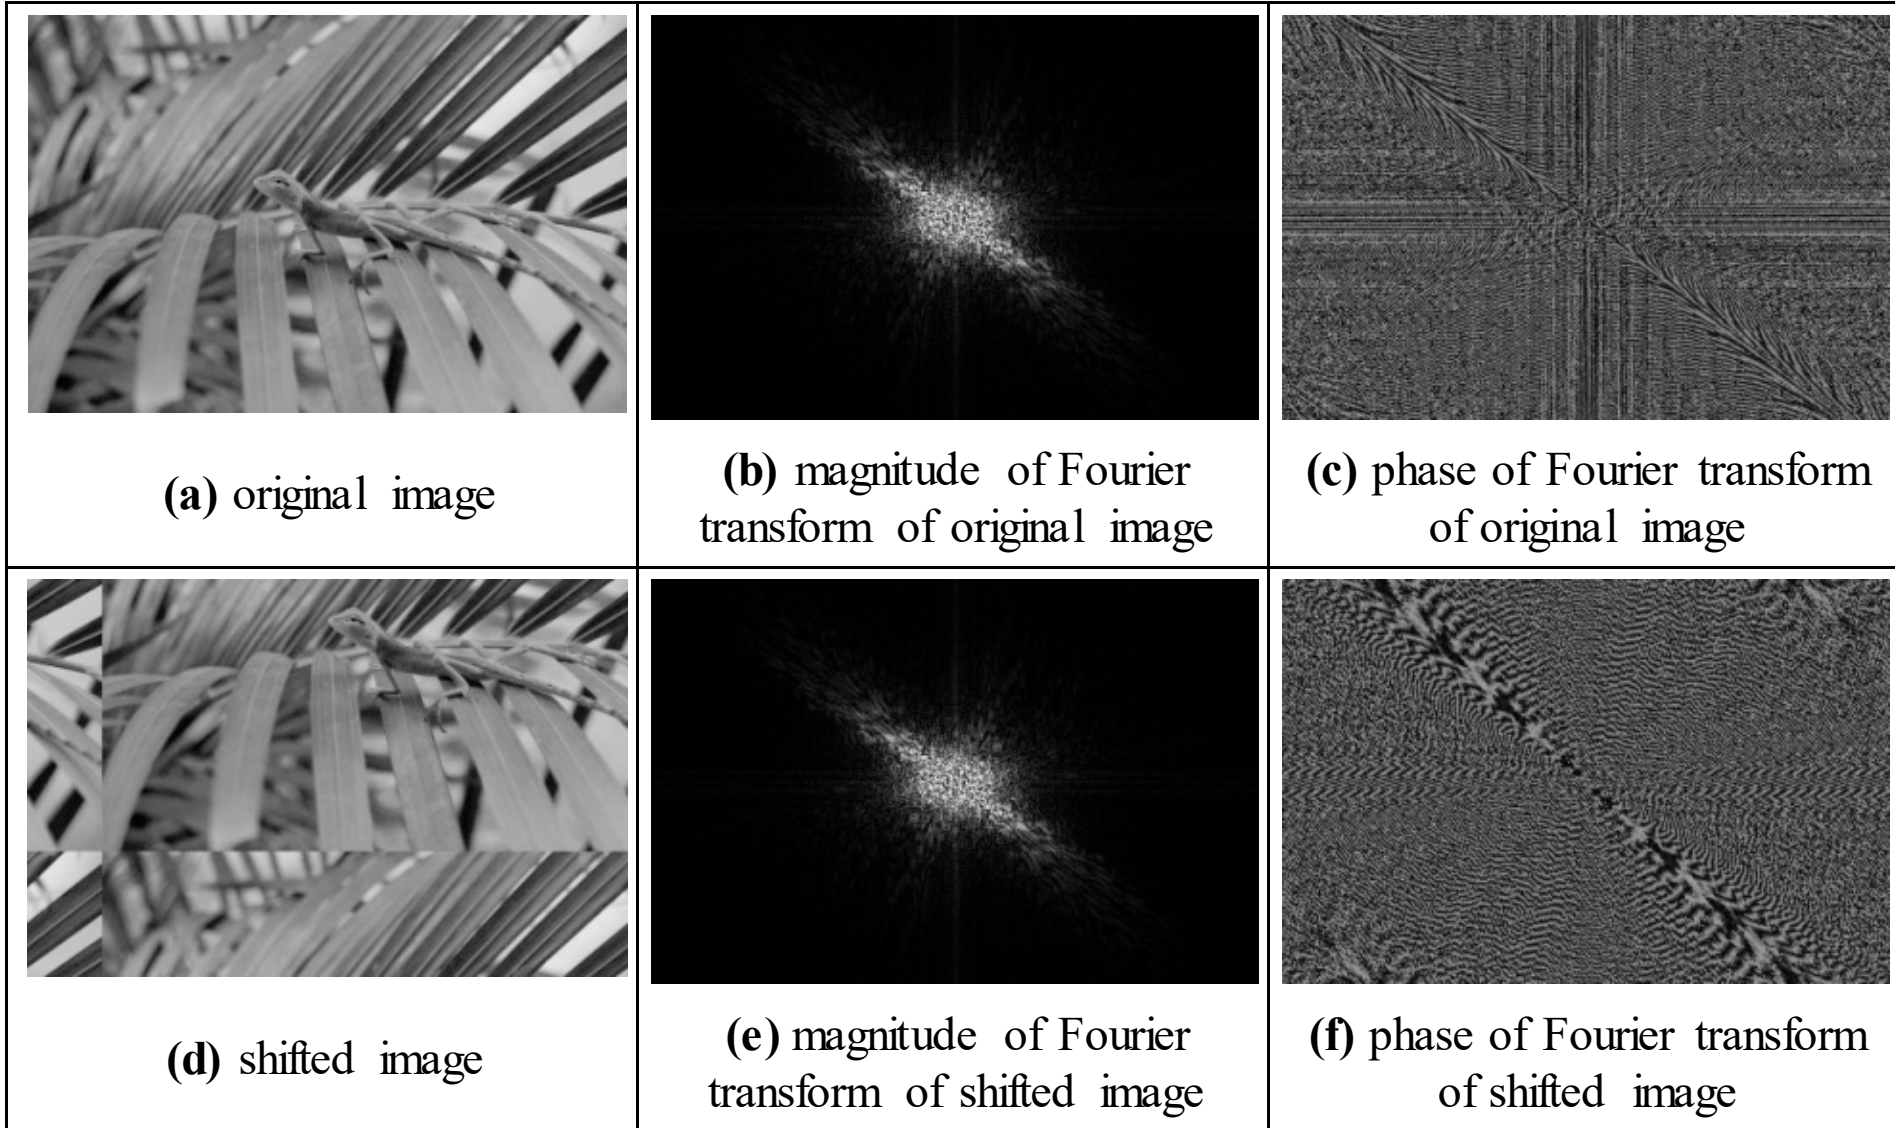 (a) original image
(b) magnitude of Fourier
transform of original image
(c) phase of Fourier transform
of original image
(d) shifted image
(e) magnitude of Fourier
transform of shifted image
(f) phase of Fourier transform
of shifted image